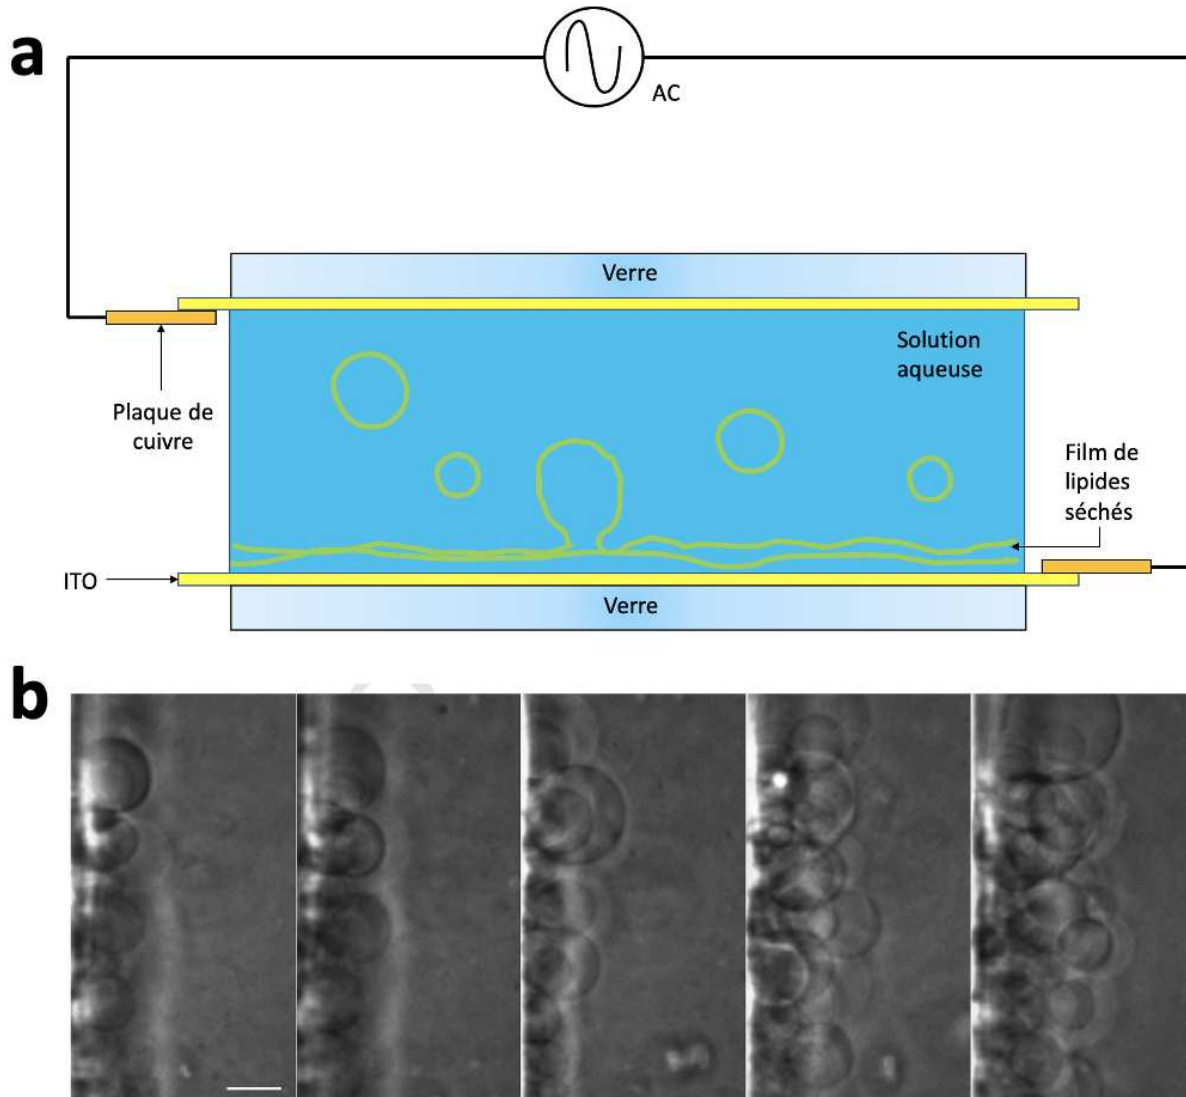 a
AC
Verre
Solution
aqueuse
Plaque de
cuivre
Film de
lipides
séchés
ITO
Verre
b